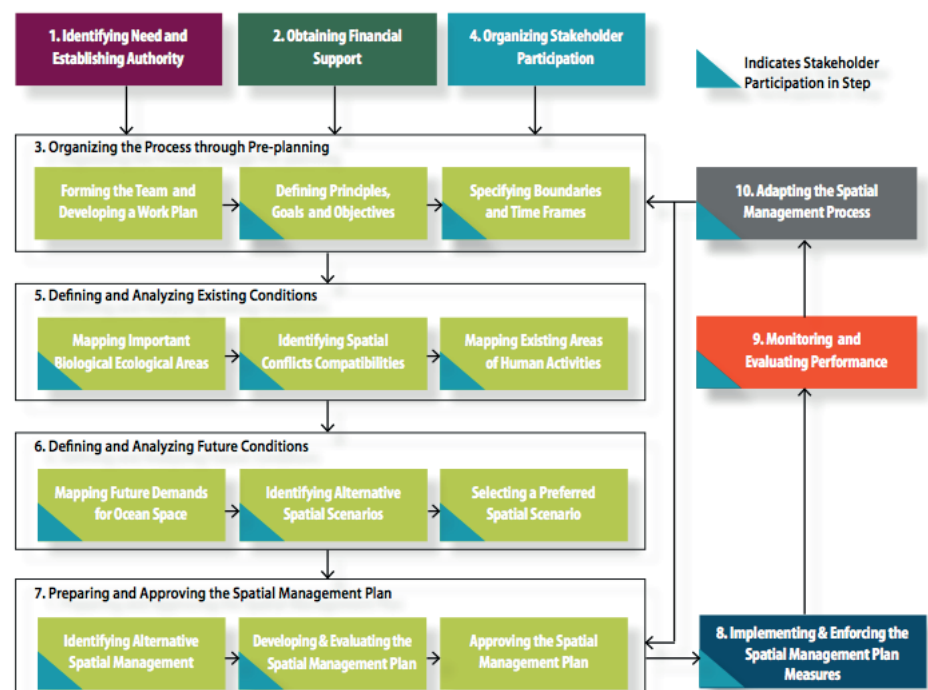 1. Identifying Need and
Establishing Authority
2. Obtaining Financial
Support
4. Organizing Stakeholder
Participation
Indicates Stakeholder
Participation in Step
3. Organizing the Process through Pre-planning
Forming the Team and
Developing a Work Plan
Defining Principles,
Goals and Objectives
Specifying Boundaries
and Time Frames
10. Adapting the Spatial
Management Process
5. Defining and Analyzing Existing Conditions
Mapping Important
Biological Ecological Areas
Identifying Spatial
Conflicts Compatibilities
Mapping Existing Areas
of Human Activities
9. Monitoring and
Evaluating Performance
6. Defining and Analyzing Future Conditions
Mapping Future Demands
for Ocean Space
Identifying Alternative
Spatial Scenarios
Selecting a Preferred
Spatial Scenario
7. Preparing and Approving the Spatial Management Plan
Identifying Alternative
Spatial Management
Developing & Evaluating the
Spatial Management Plan
Approving the Spatial
Management Plan
8. Implementing & Enforcing the
Spatial Management Plan
Measures